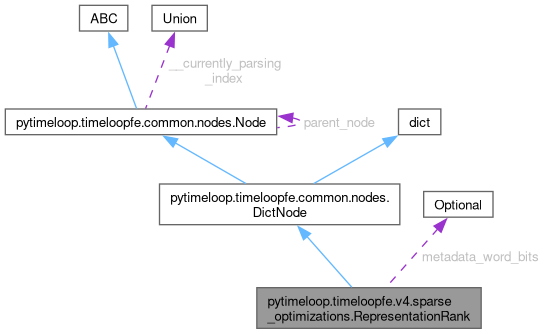 ABC
Union
__currently_parsing
_index
pytimeloop.timeloopfe.common.nodes.Node
parent_node
dict
pytimeloop.timeloopfe.common.nodes.
DictNode
Optional
metadata_word_bits
pytimeloop.timeloopfe.v4.sparse
_optimizations.RepresentationRank